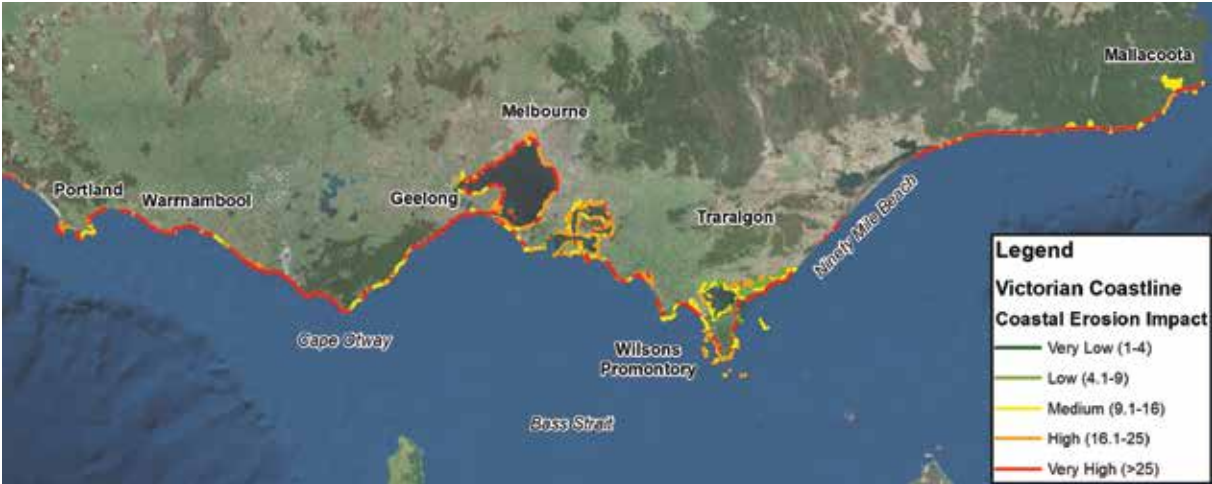 Mallacoota
Melbourne
Portland
Warrnambool
Geelong
Traralgon
Ninety Mile Beach
Cape Otway
Wilsons
Promontory
Bass Strait
Legend
Victorian Coastline
Coastal Erosion Impact
Very Low (1-4)
Low (4.1-9)
Medium (9.1-16)
High (16.1-25)
Very High (>25)